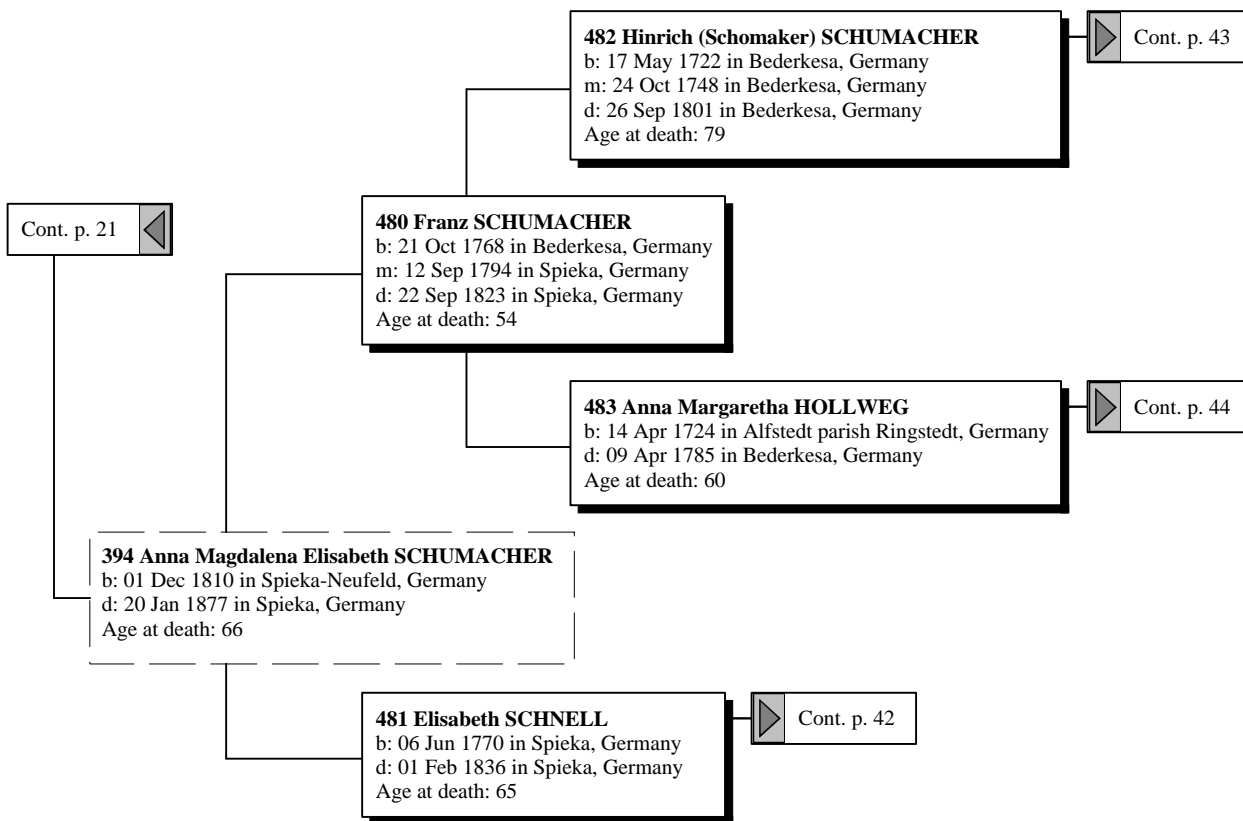 482 Hinrich (Schomaker) SCHUMACHER
b: 17 May 1722 in Bederkesa, Germany
m: 24 Oct 1748 in Bederkesa, Germany
d: 26 Sep 1801 in Bederkesa, Germany
Age at death: 79
Cont. p. 43
480 Franz SCHUMACHER
b: 21 Oct 1768 in Bederkesa, Germany
m: 12 Sep 1794 in Spieka, Germany
d: 22 Sep 1823 in Spieka, Germany
Age at death: 54
Cont. p. 21
483 Anna Margaretha HOLLWEG
b: 14 Apr 1724 in Alfstedt parish Ringstedt, Germany
d: 09 Apr 1785 in Bederkesa, Germany
Age at death: 60
Cont. p. 44
394 Anna Magdalena Elisabeth SCHUMACHER
b: 01 Dec 1810 in Spieka-Neufeld, Germany
d: 20 Jan 1877 in Spieka, Germany
Age at death: 66
481 Elisabeth SCHNELL
b: 06 Jun 1770 in Spieka, Germany
d: 01 Feb 1836 in Spieka, Germany
Age at death: 65
Cont. p. 42